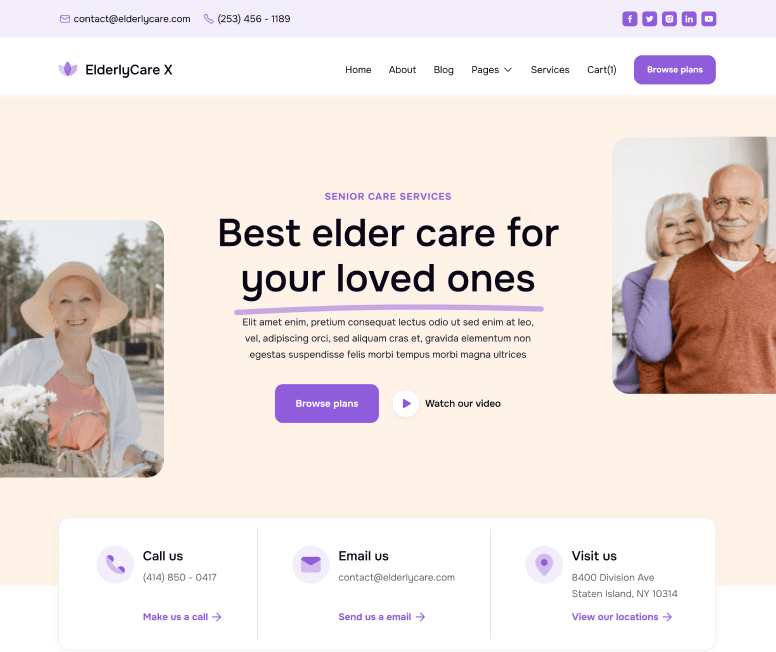 contact@elderlycare.com (253) 456 - 1189
ElderlyCare X Home About Blog Pages Services Cart(1) Browse plans
SENIOR CARE SERVICES
Best elder care for
your loved ones
Elit amet enim, pretium consequat lectus odio ut sed enim at leo,
vel, adipiscing orci, sed aliquam cras et, gravida elementum non
egestas suspendisse felis morbi tempus morbi magna ultrices
Browse plans Watch our video
Call us
(414) 850 - 0417
Make us a call
Email us
contact@elderlycare.com
Send us a email
Visit us
8400 Division Ave
Staten Island, NY 10314
View our locations